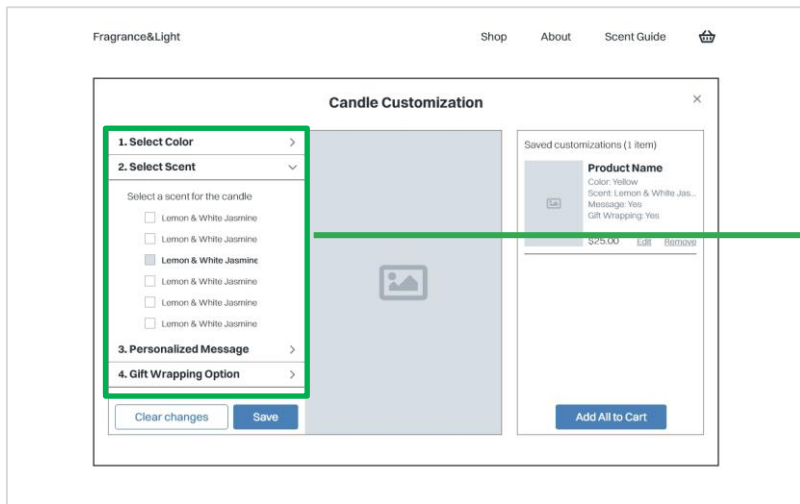 Fragrance&Light
Shop
About
Scent Guide
Candle Customization
1. Select Color
2. Select Scent
Select a scent for the candle
Lemon & White Jasmine
Lemon & White Jasmine
Lemon & White Jasmine
Lemon & White Jasmine
Lemon & White Jasmine
Lemon & White Jasmine
3. Personalized Message
4. Gift Wrapping Option
Clear changes
Save
Saved customizations (1 item)
Product Name
Color: Yellow
Scent: Lemon & White Jas...
Message: Yes
Gift Wrapping: Yes
$25.00
Edit
Remove
Add All to Cart